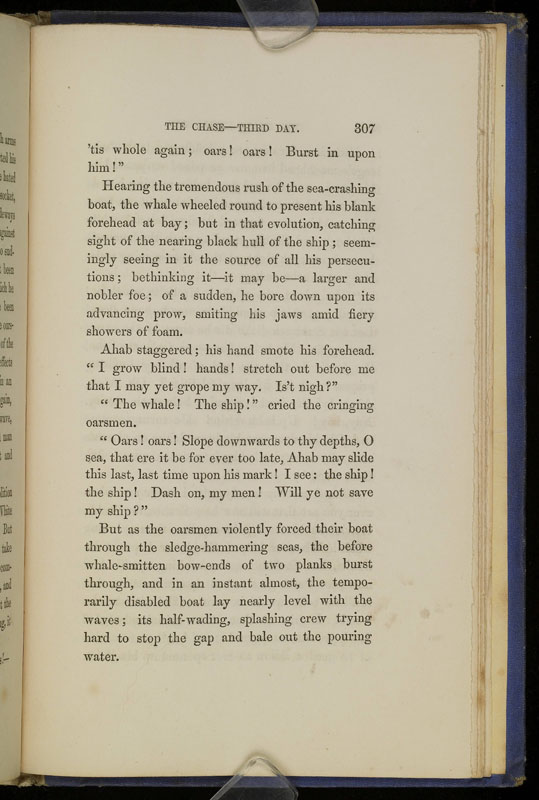 THE CHASE—THIRD DAY. 307
'tis whole again; oars! oars! Burst in upon
him!"
Hearing the tremendous rush of the sea-crashing
boat, the whale wheeled round to present his blank
forehead at bay; but in that evolution, catching
sight of the nearing black hull of the ship; seem-
ingly seeing in it the source of all his persecu-
tions; bethinking it—it may be—a larger and
nobler foe; of a sudden, he bore down upon its
advancing prow, smiting his jaws amid fiery
showers of foam.
Ahab staggered; his hand smote his forehead.
"I grow blind! hands! stretch out before me
that I may yet grope my way. Is't nigh?"
"The whale! The ship!" cried the cringing
oarsmen.
"Oars! oars! Slope downwards to thy depths, O
sea, that ere it be for ever too late, Ahab may slide
this last, last time upon his mark! I see: the ship!
the ship! Dash on, my men! Will ye not save
my ship?"
But as the oarsmen violently forced their boat
through the sledge-hammering seas, the before
whale-smitten bow-ends of two planks burst
through, and in an instant almost, the tempo-
rarily disabled boat lay nearly level with the
waves; its half-wading, splashing crew trying
hard to stop the gap and bale out the pouring
water.